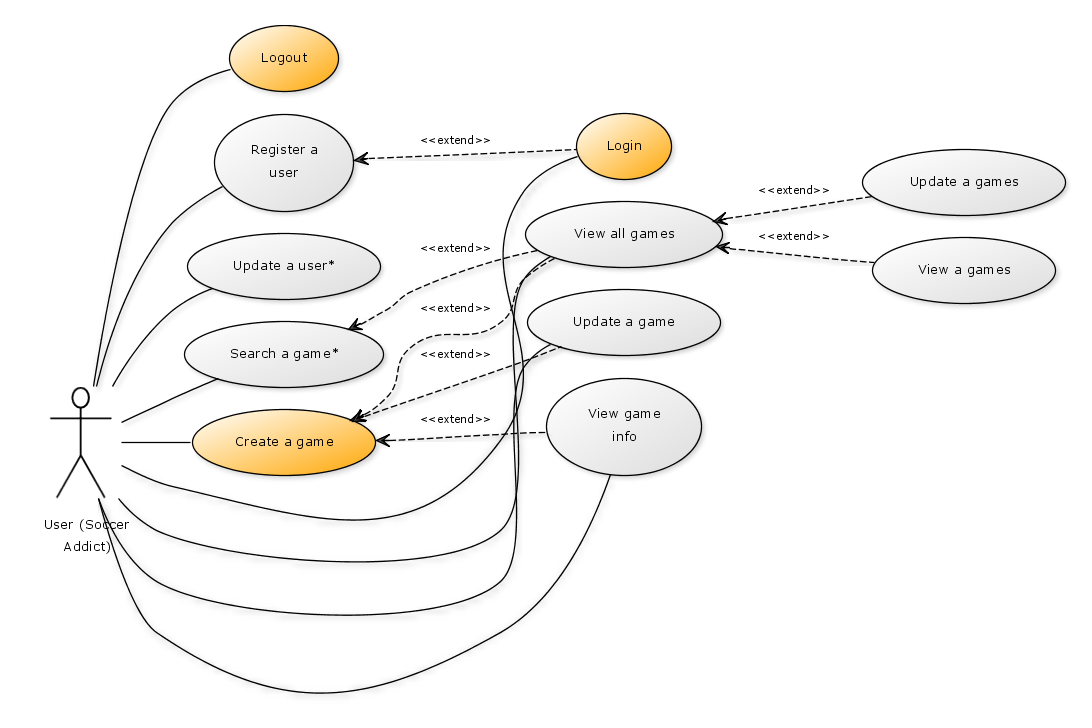 Logout
Register a
user
<<extend>>
Login
Update a games
<<extend>>
View all games
<<extend>>
<<extend>>
Update a user*
View a games
<<extend>>
Update a game
Search a game*
<<extend>>
View game
info
<<extend>>
Create a game
User (Soccer
Addict)